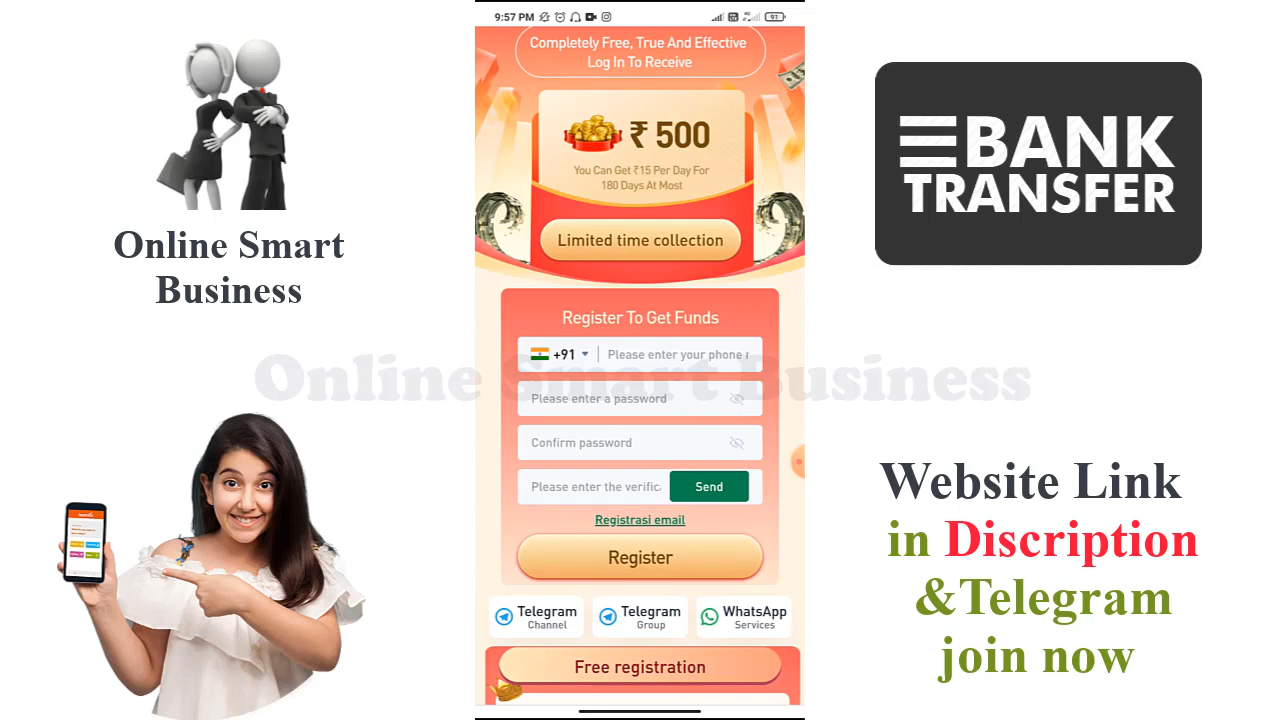 9:57 PM
91
Completely Free, True And Effective
Log In To Receive
₹ 500
You Can Get ₹15 Per Day For
180 Days At Most
Limited time collection
Register To Get Funds
+91
Please enter your phone
Please enter a password
Confirm password
Please enter the verific
Send
Registrasi email
Register
Telegram
Channel
Telegram
Group
WhatsApp
Services
Free registration
Online Smart
Business
Online Smart Business
BANK
TRANSFER
Website Link
in Discription
&Telegram
join now